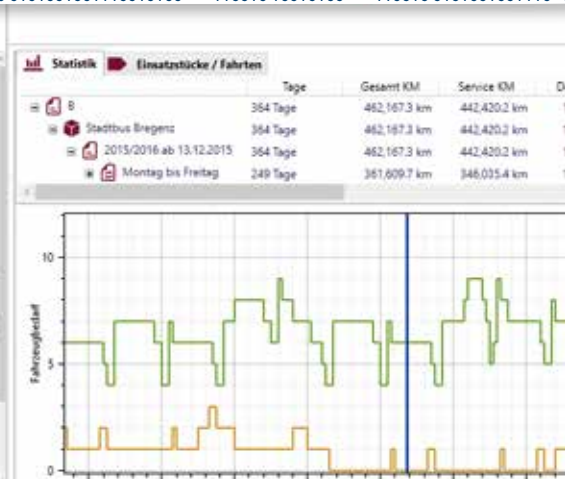 Statistik Einsatzstücke / Fahrten
Tage Gesamt KM Service KM
B 364 Tage 462,167.3 km 442,420.2 km
Stadtbus Bregenz 364 Tage 462,167.3 km 442,420.2 km
2015/2016 ab 13.12.2015 364 Tage 462,167.3 km 442,420.2 km
Montag bis Freitag 249 Tage 361,609.7 km 346,035.4 km
10
Fahrzeugbedarf
5
0